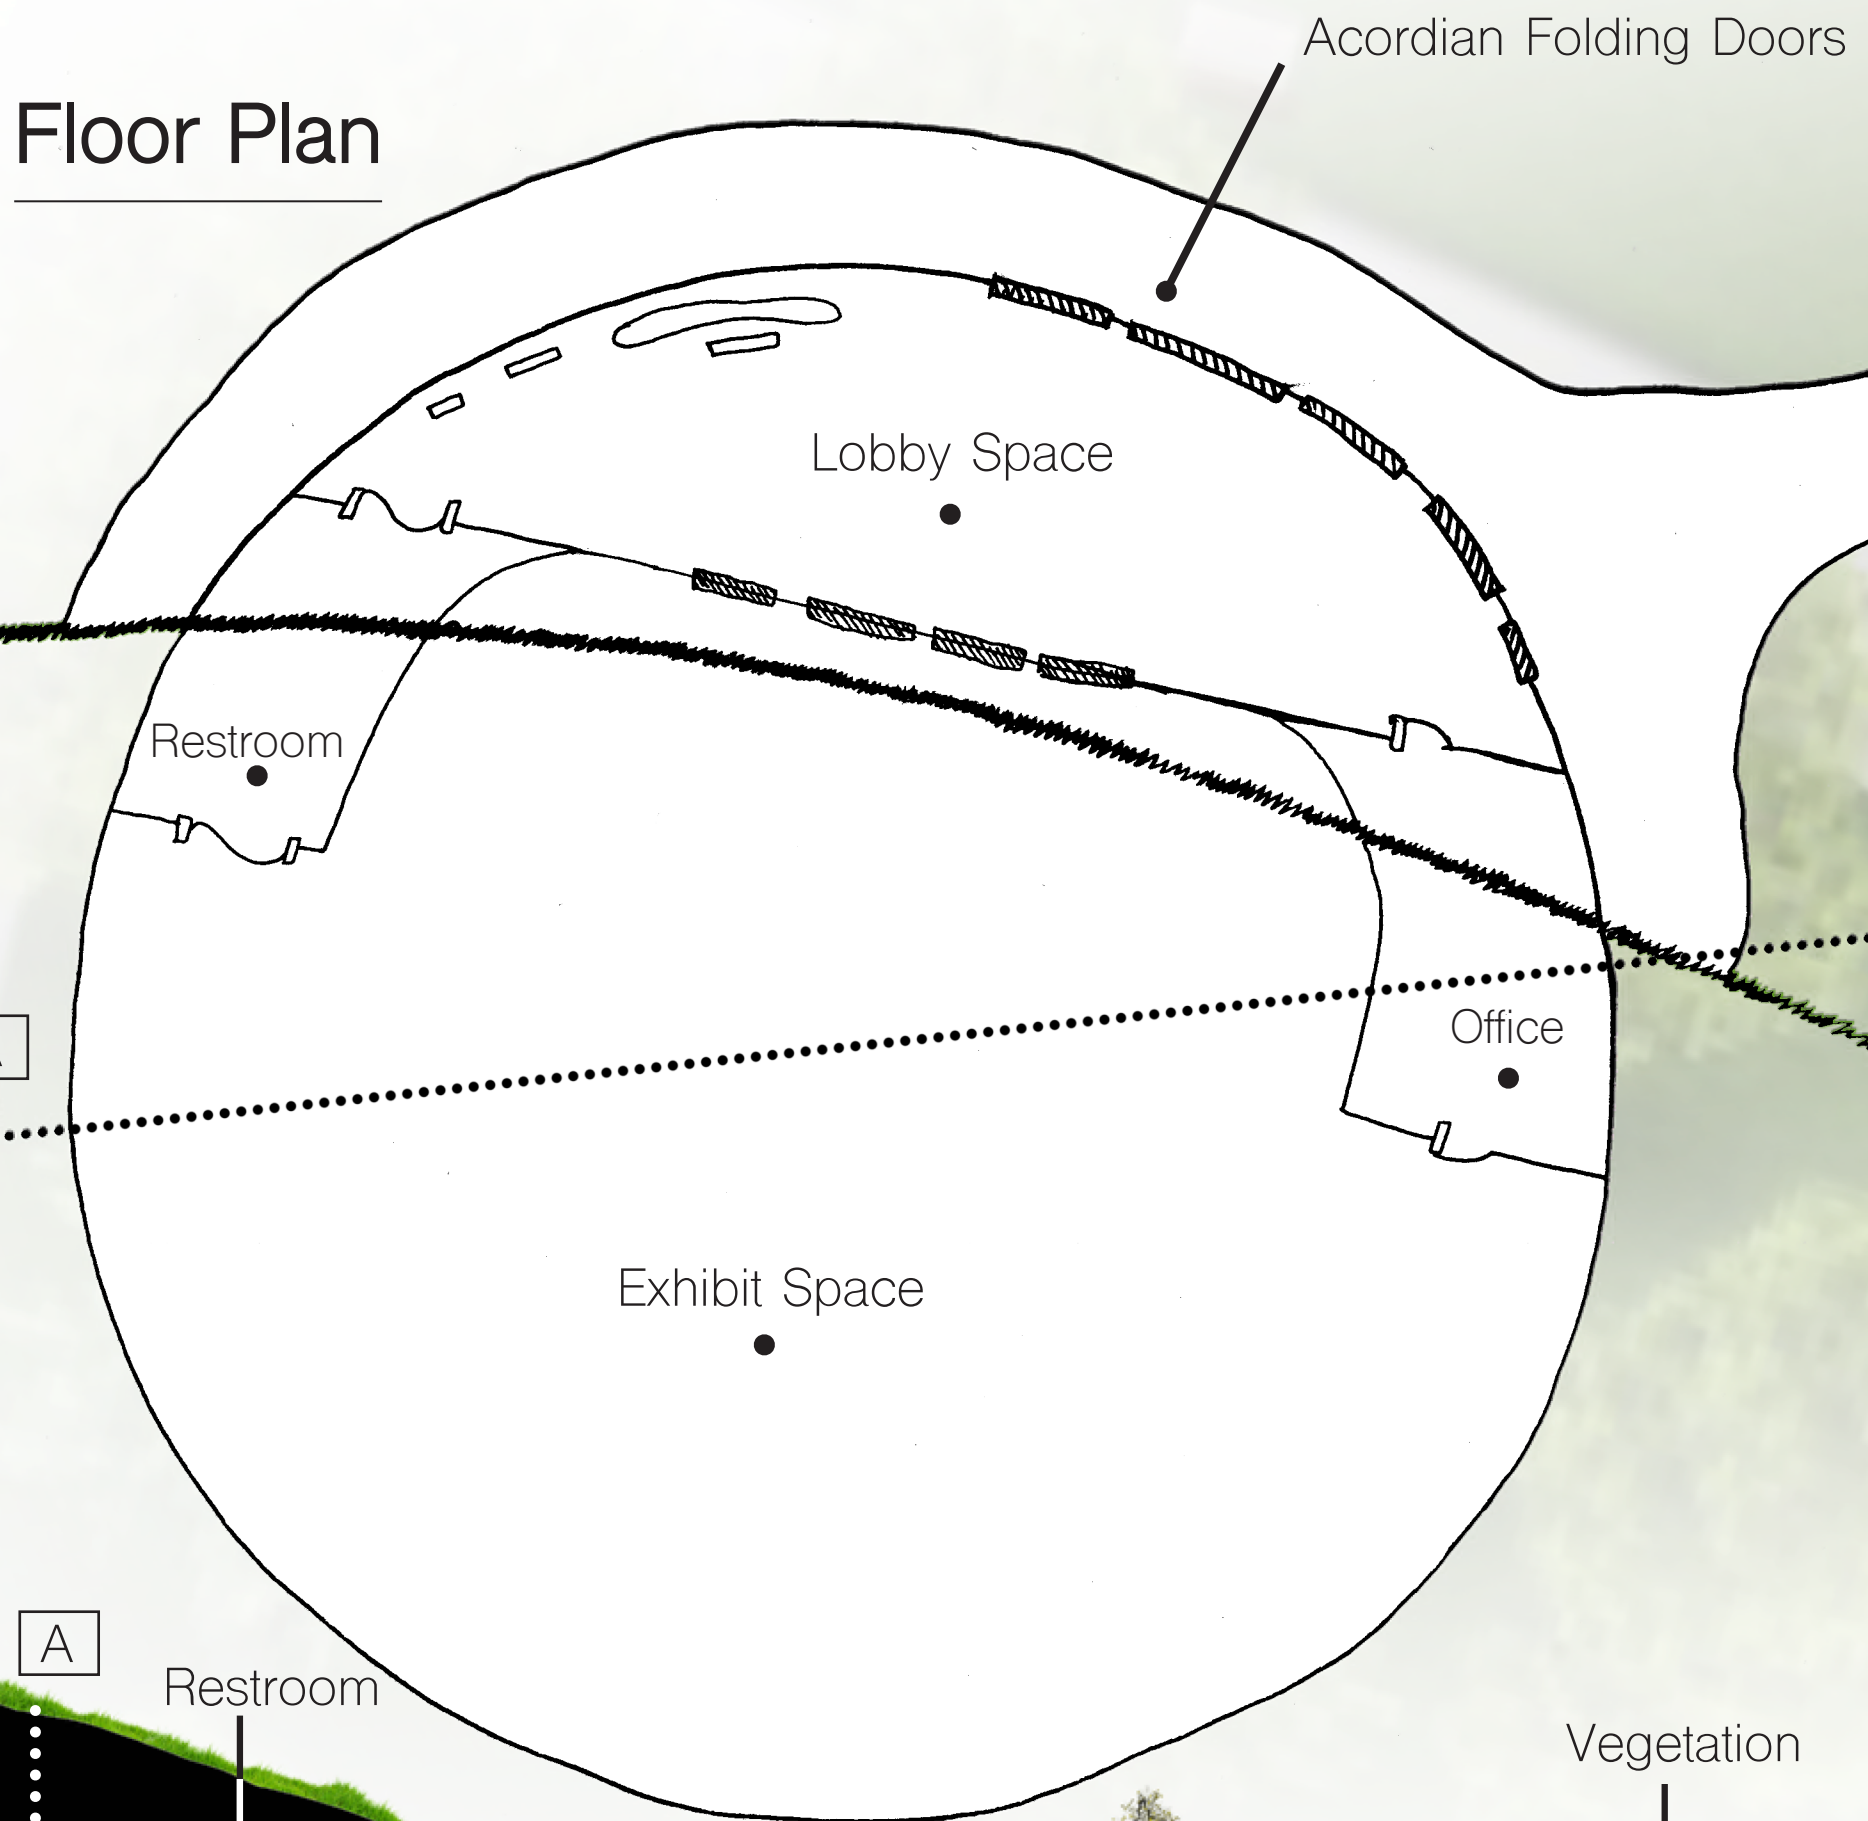 Acordian Folding Doors
Floor Plan
Lobby Space
Restroom
Office
Exhibit Space
A
Restroom
Vegetation